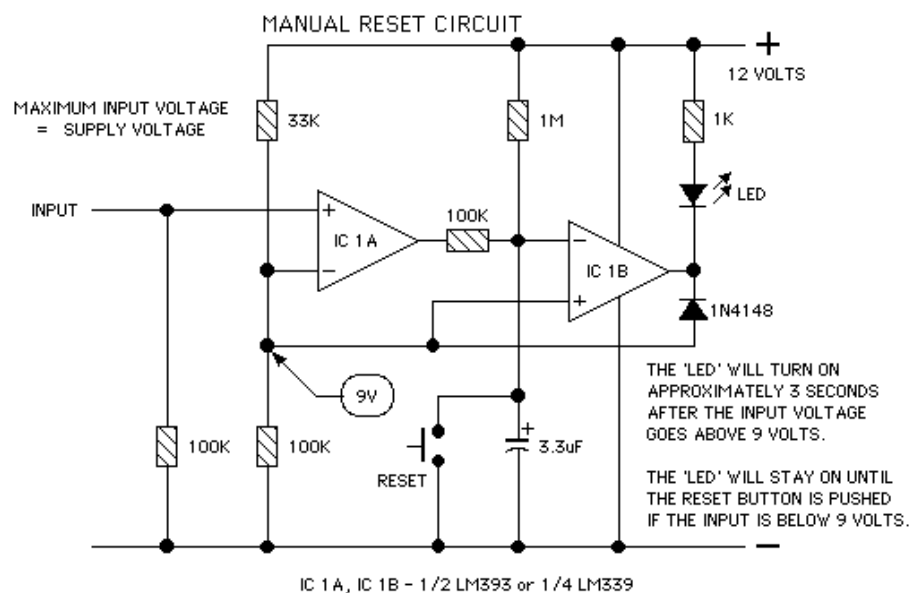 MANUAL RESET CIRCUIT
+
12 VOLTS
MAXIMUM INPUT VOLTAGE
= SUPPLY VOLTAGE
33K
1M
1K
INPUT
+
IC 1A
−
100K
−
IC 1B
+
LED
1N4148
9V
THE 'LED' WILL TURN ON
APPROXIMATELY 3 SECONDS
AFTER THE INPUT VOLTAGE
GOES ABOVE 9 VOLTS.
100K
100K
RESET
+
3.3uF
THE 'LED' WILL STAY ON UNTIL
THE RESET BUTTON IS PUSHED
IF THE INPUT IS BELOW 9 VOLTS.
−
IC 1A, IC 1B - 1/2 LM393 or 1/4 LM339